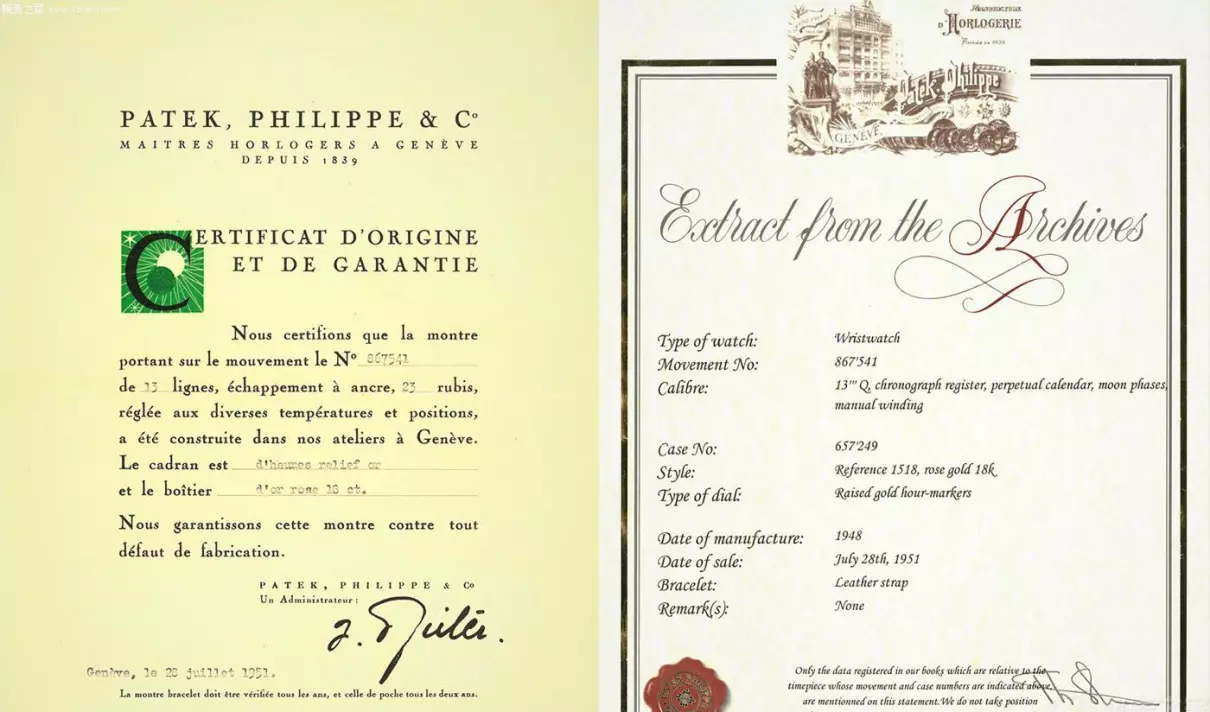 PATEK, PHILIPPE & Cº
MAITRES HORLOGERS A GENÈVE
DEPUIS 1839
CERTIFICAT D'ORIGINE
ET DE GARANTIE
Nous certifions que la montre
portant sur le mouvement le Nº 867541
de 13 lignes, échappement à ancre, 23 rubis,
réglée aux diverses températures et positions,
a été construite dans nos ateliers à Genève.
Le cadran est d'heures relief or
et le boîtier d'or rose 18 ct.
Nous garantissons cette montre contre tout
défaut de fabrication.
PATEK, PHILIPPE & Co
Un Administrateur :
Genève, le 28 juillet 1951.
La montre bracelet doit être vérifiée tous les ans, et celle de poche tous les deux ans.
MANUFACTURE
D'HORLOGERIE
Fondée en 1839
Patek Philippe
GENÈVE
Extract from the Archives
Type of watch: Wristwatch
Movement No: 867'541
Calibre: 13''' Q, chronograph register, perpetual calendar, moon phases,
manual winding
Case No: 657'249
Style: Reference 1518, rose gold 18k
Type of dial: Raised gold hour-markers
Date of manufacture: 1948
Date of sale: July 28th, 1951
Bracelet: Leather strap
Remark(s): None
Only the data registered in our books which are relative to the
timepiece whose movement and case numbers are indicated above,
are mentionned on this statement. We do not take position